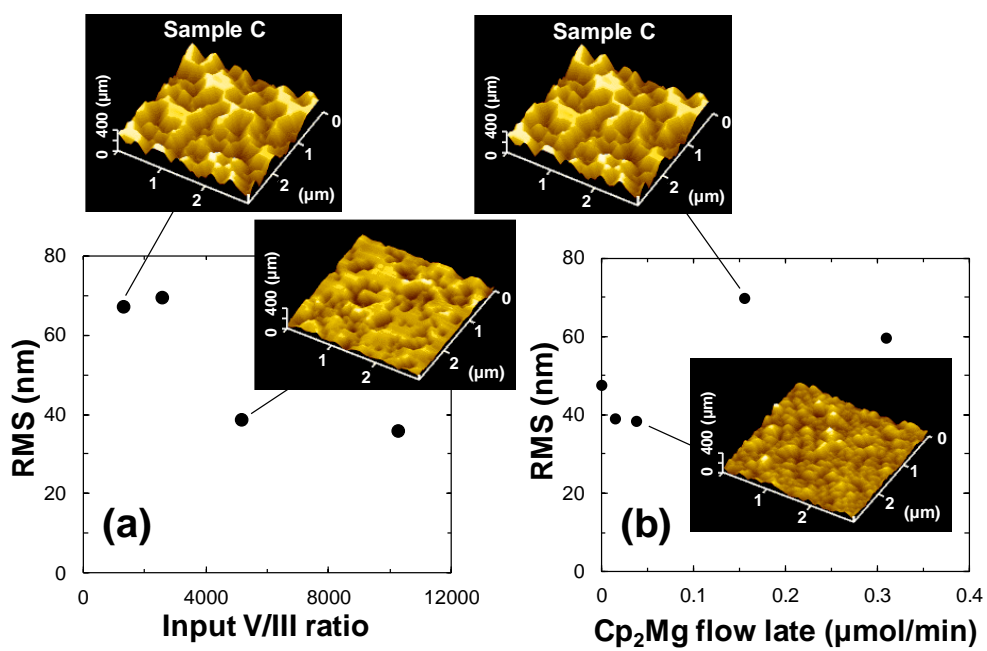 Sample C
400 (µm)
0
1
2
0
1
2
(µm)
Sample C
400 (µm)
0
1
2
0
1
2
(µm)
400 (µm)
0
1
2
0
1
2
(µm)
400 (µm)
0
1
2
0
1
2
(µm)
80
60
40
20
0
RMS (nm)
(a)
0 4000 8000 12000
Input V/III ratio
80
60
40
20
0
RMS (nm)
(b)
0 0.1 0.2 0.3 0.4
Cp₂Mg flow late (µmol/min)